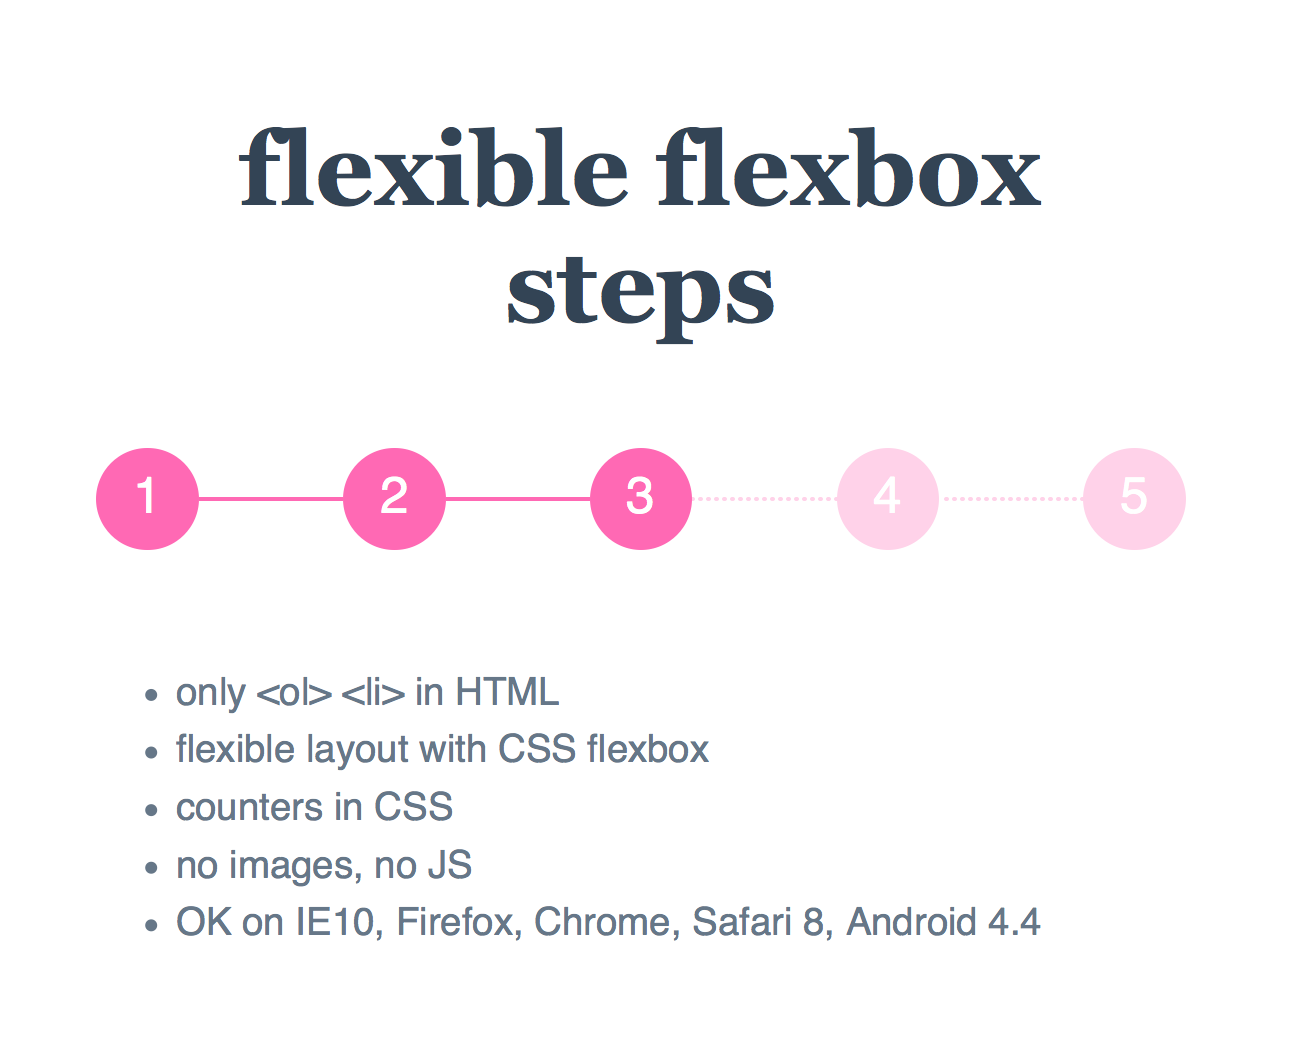 flexible flexbox
steps
1 2 3 4 5
• only <ol> <li> in HTML
• flexible layout with CSS flexbox
• counters in CSS
• no images, no JS
• OK on IE10, Firefox, Chrome, Safari 8, Android 4.4